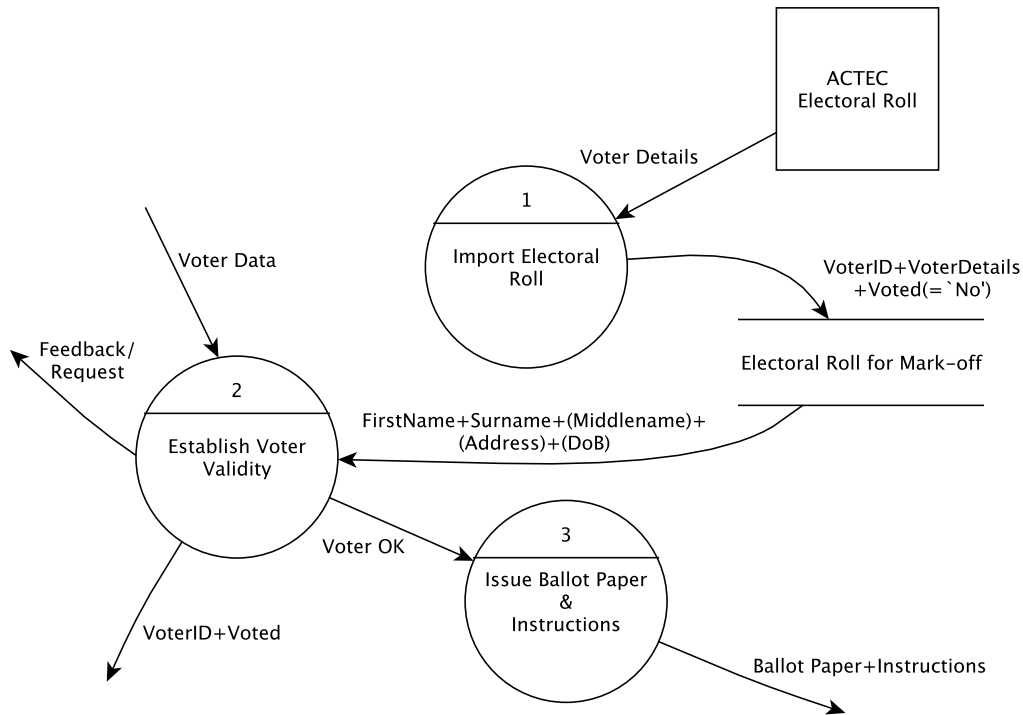 ACTEC
Electoral Roll
Voter Details
1
Import Electoral
Roll
VoterID+VoterDetails
+Voted(=`No')
Voter Data
Electoral Roll for Mark-off
Feedback/
Request
2
Establish Voter
Validity
FirstName+Surname+(Middlename)+
(Address)+(DoB)
Voter OK
3
Issue Ballot Paper
&
Instructions
VoterID+Voted
Ballot Paper+Instructions